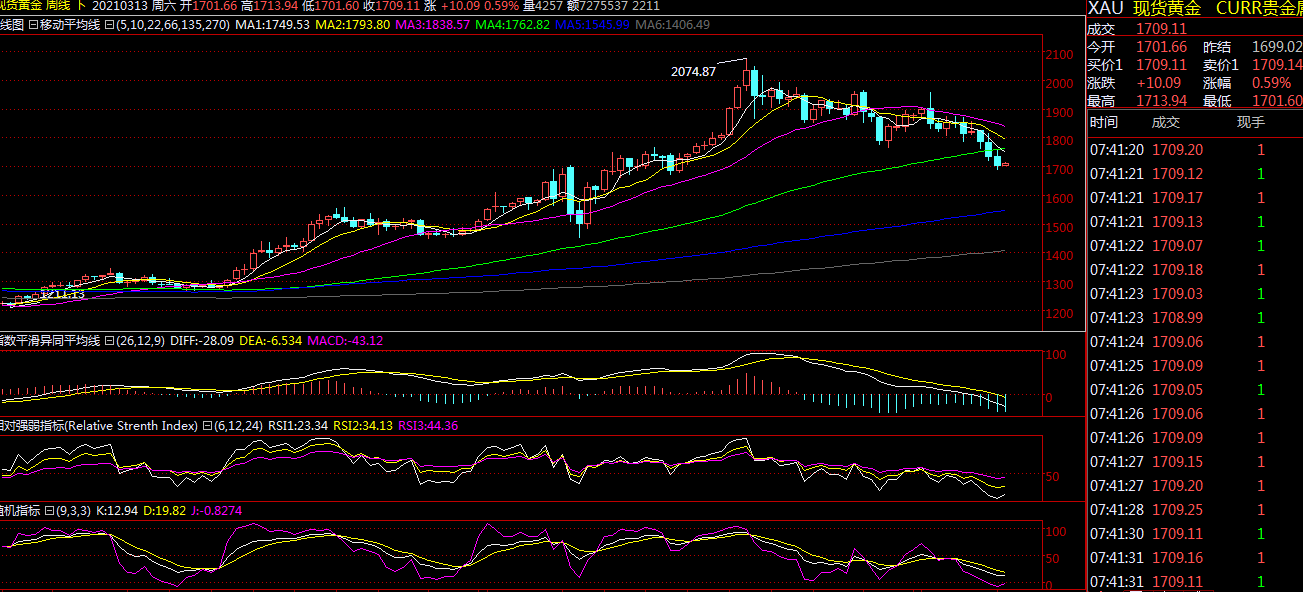 现货黄金 周线 卜 20210313 周六 开1701.66 高1713.94 低1701.60 收1709.11 涨 +10.09 0.59% 量4257 额7275537 2211
线图 移动平均线 (5,10,22,66,135,270) MA1:1749.53 MA2:1793.80 MA3:1838.57 MA4:1762.82 MA5:1545.99 MA6:1406.49
2100
2074.87
2000
1900
1800
1700
1600
1500
1400
1300
1211.13
1200
指数平滑异同平均线 (26,12,9) DIFF:-28.09 DEA:-6.534 MACD:-43.12
100
0
相对强弱指标(Relative Strenth Index) (6,12,24) RSI1:23.34 RSI2:34.13 RSI3:44.36
50
随机指标 (9,3,3) K:12.94 D:19.82 J:-0.8274
100
50
0
XAU 现货黄金 CURR贵金属
成交 1709.11
今开 1701.66 昨结 1699.02
买价1 1709.11 卖价1 1709.14
涨跌 +10.09 涨幅 0.59%
最高 1713.94 最低 1701.60
时间 成交 现手
07:41:20 1709.20 1
07:41:21 1709.12 1
07:41:21 1709.17 1
07:41:21 1709.13 1
07:41:22 1709.07 1
07:41:22 1709.18 1
07:41:23 1709.03 1
07:41:23 1708.99 1
07:41:24 1709.06 1
07:41:25 1709.09 1
07:41:26 1709.05 1
07:41:26 1709.06 1
07:41:26 1709.09 1
07:41:27 1709.15 1
07:41:27 1709.20 1
07:41:28 1709.25 1
07:41:30 1709.11 1
07:41:31 1709.16 1
07:41:31 1709.11 1